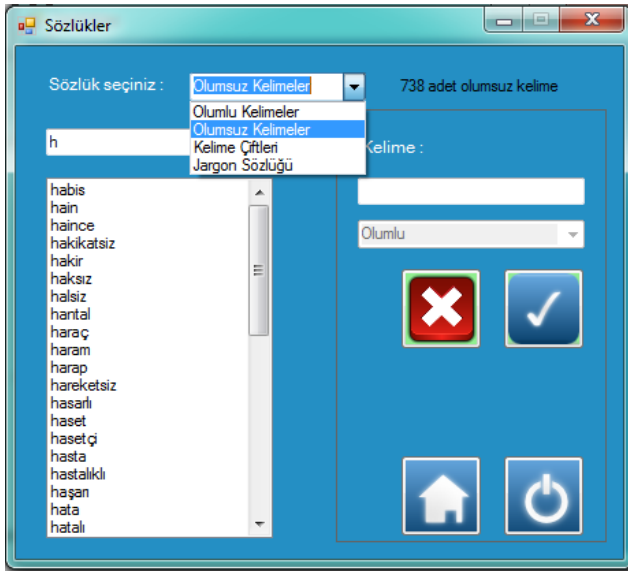 Sözlükler
Sözlük seçiniz :
Olumsuz Kelimeler
738 adet olumsuz kelime
Olumlu Kelimeler
Olumsuz Kelimeler
Kelime Çiftleri
Jargon Sözlüğü
h
Kelime :
Olumlu
habis
hain
haince
hakikatsiz
hakir
haksız
halsiz
hantal
haraç
haram
harap
hareketsiz
hasarlı
haset
hasetçi
hasta
hastalıklı
haşarı
hata
hatalı